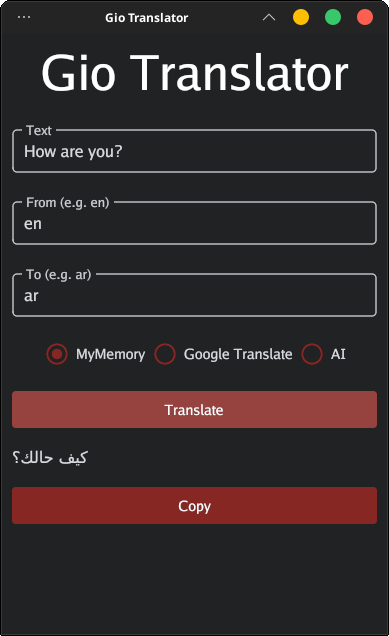 Gio Translator
Gio Translator
Text
How are you?
From (e.g. en)
en
To (e.g. ar)
ar
MyMemory Google Translate AI
Translate
كيف حالك؟
Copy